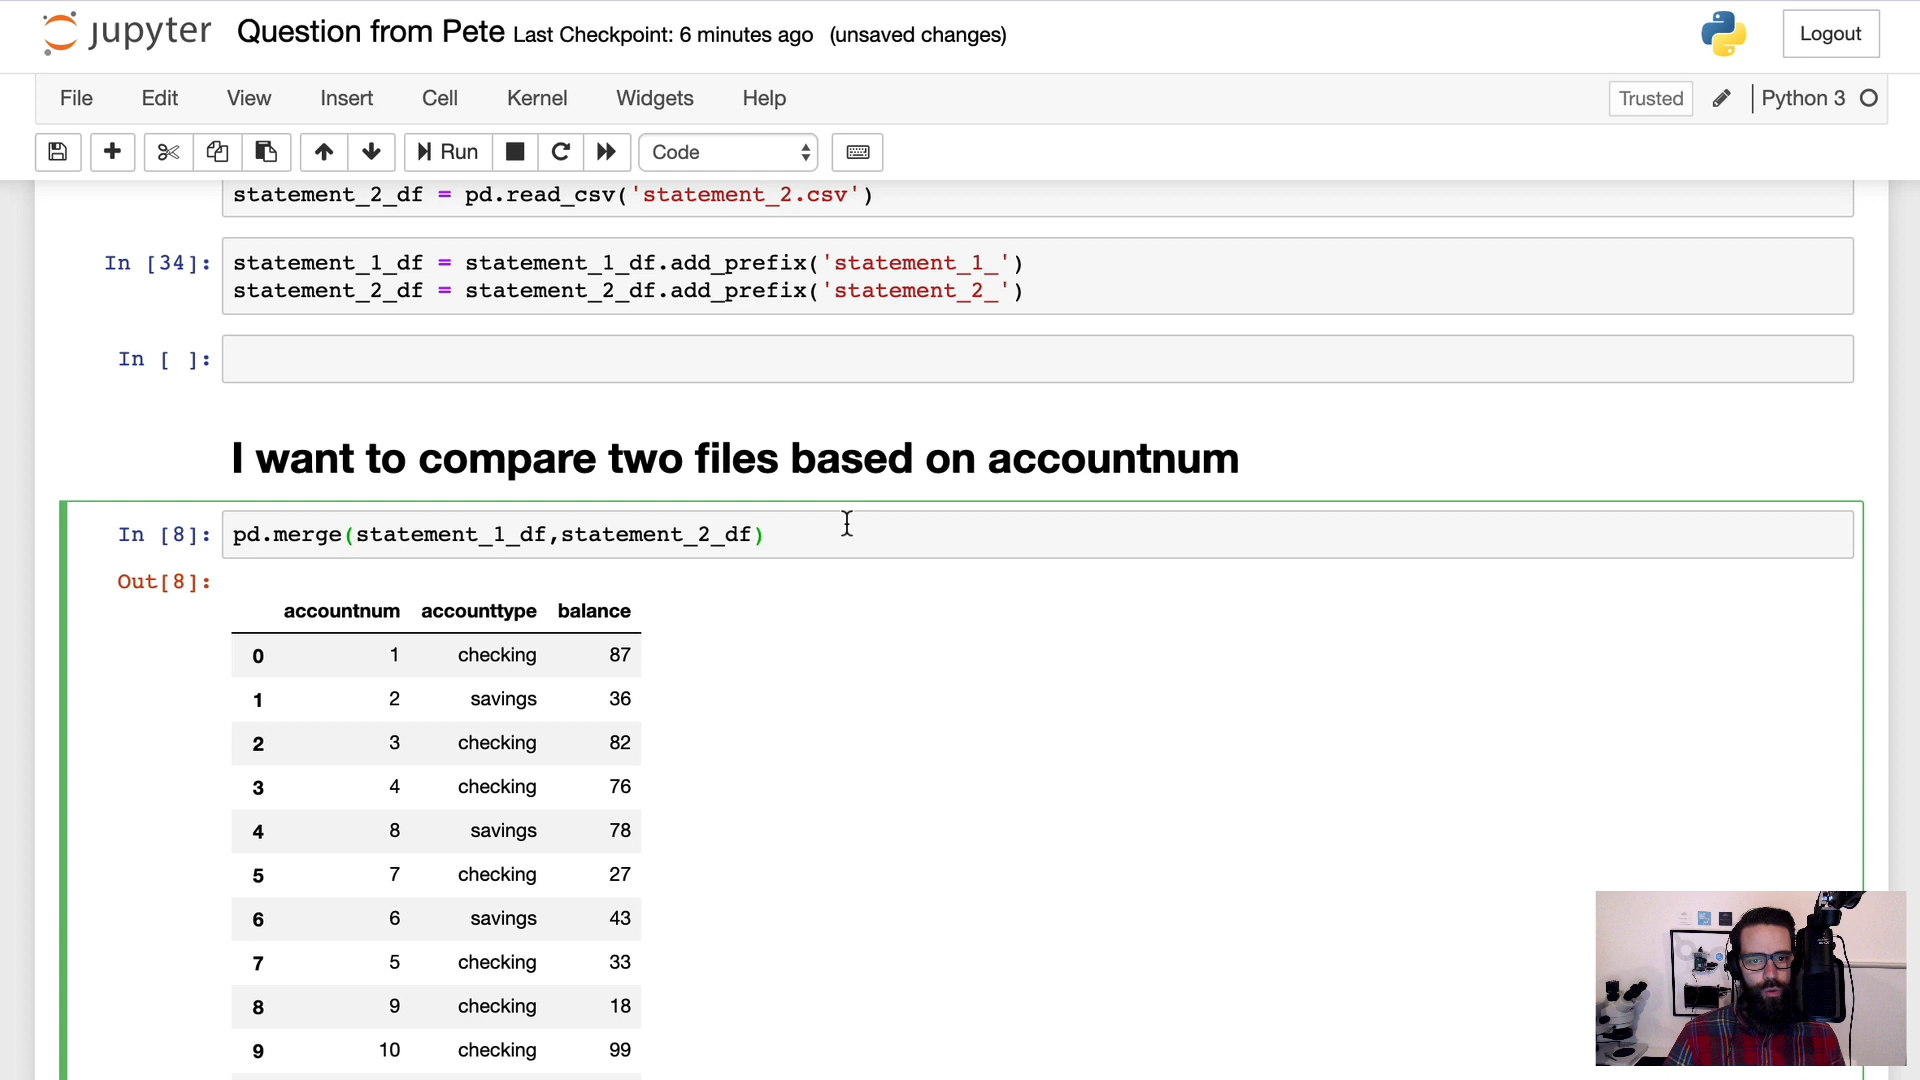 jupyter Question from Pete Last Checkpoint: 6 minutes ago (unsaved changes)
Logout
File Edit View Insert Cell Kernel Widgets Help
Trusted Python 3
Run Code
statement_2_df = pd.read_csv('statement_2.csv')
In [34]: statement_1_df = statement_1_df.add_prefix('statement_1_')
statement_2_df = statement_2_df.add_prefix('statement_2_')
In [ ]:
I want to compare two files based on accountnum
In [8]: pd.merge(statement_1_df,statement_2_df)
Out[8]:
accountnum accounttype balance
0 1 checking 87
1 2 savings 36
2 3 checking 82
3 4 checking 76
4 8 savings 78
5 7 checking 27
6 6 savings 43
7 5 checking 33
8 9 checking 18
9 10 checking 99